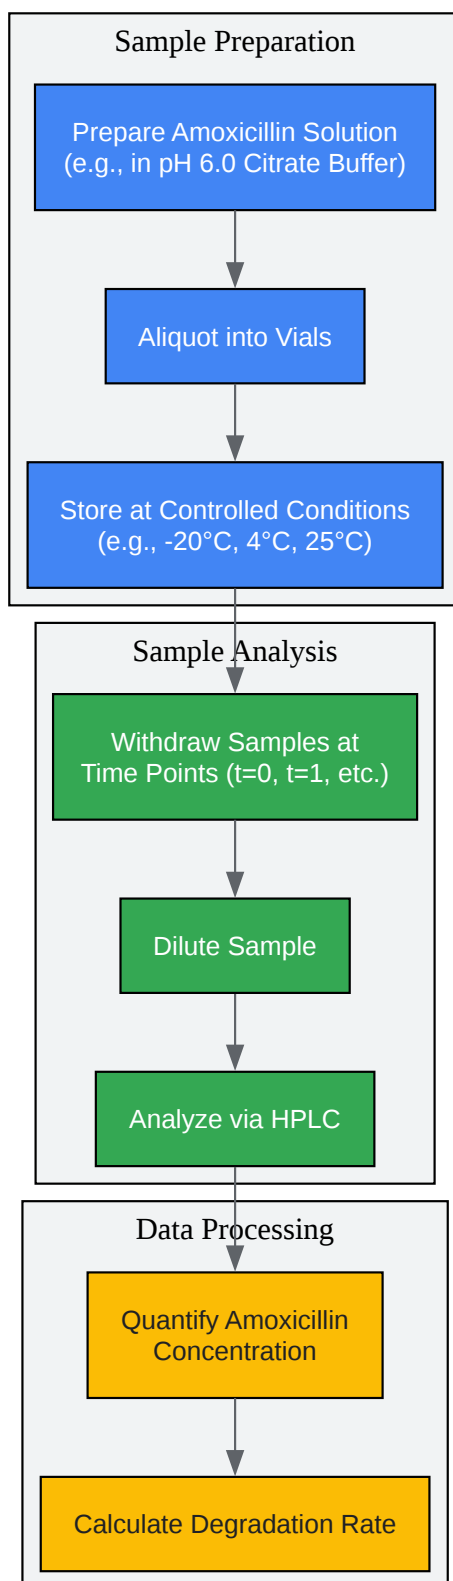 Sample Preparation
Prepare Amoxicillin Solution
(e.g., in pH 6.0 Citrate Buffer)
Aliquot into Vials
Store at Controlled Conditions
(e.g., -20°C, 4°C, 25°C)
Sample Analysis
Withdraw Samples at
Time Points (t=0, t=1, etc.)
Dilute Sample
Analyze via HPLC
Data Processing
Quantify Amoxicillin
Concentration
Calculate Degradation Rate